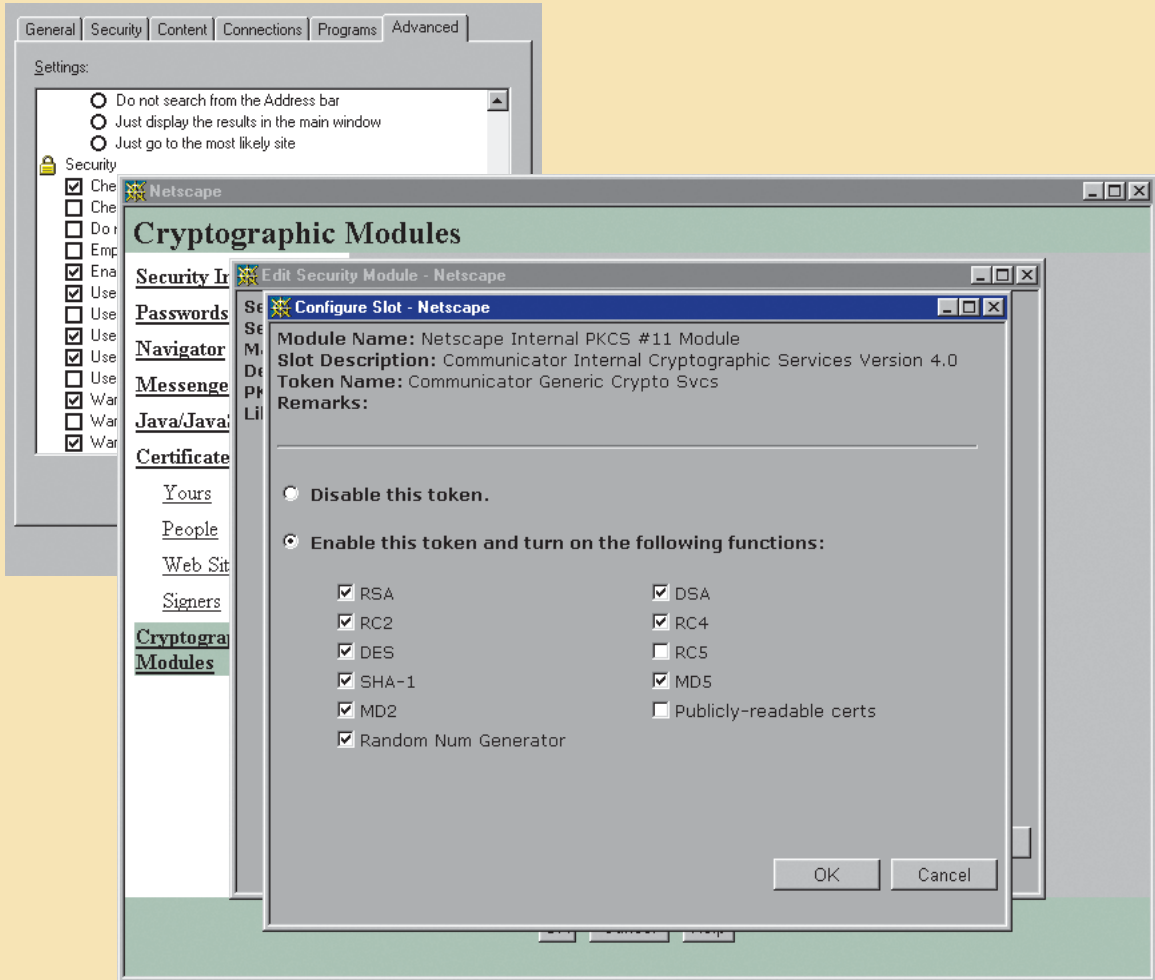 General Security Content Connections Programs Advanced
Settings:
Do not search from the Address bar
Just display the results in the main window
Just go to the most likely site
Security
Netscape
Cryptographic Modules
Security
Passwords
Navigator
Certificate
Yours
People
Signers
Modules
Edit Security Module - Netscape
Configure Slot - Netscape
Module Name: Netscape Internal PKCS #11 Module
Slot Description: Communicator Internal Cryptographic Services Version 4.0
Token Name: Communicator Generic Crypto Svcs
Remarks:
Disable this token.
Enable this token and turn on the following functions:
RSA DSA
RC2 RC4
DES RC5
SHA-1 MD5
MD2 Publicly-readable certs
Random Num Generator
OK Cancel